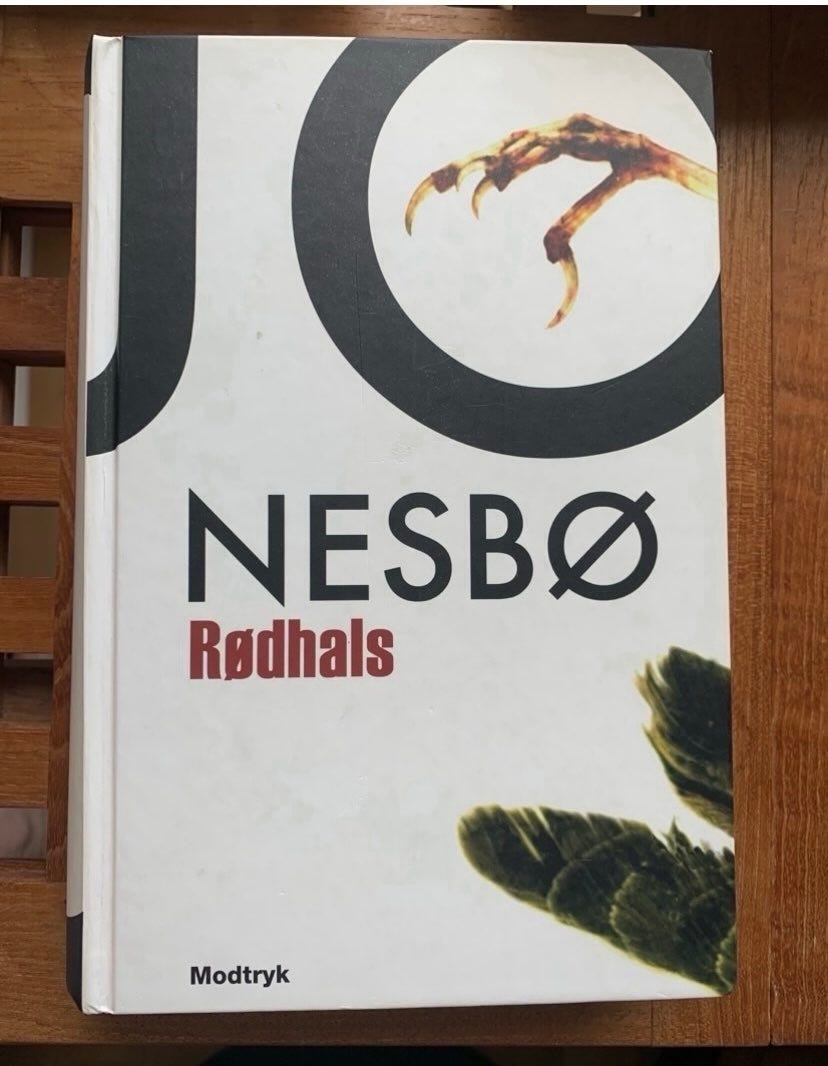 JO
NESBØ
Rødhals
Modtryk